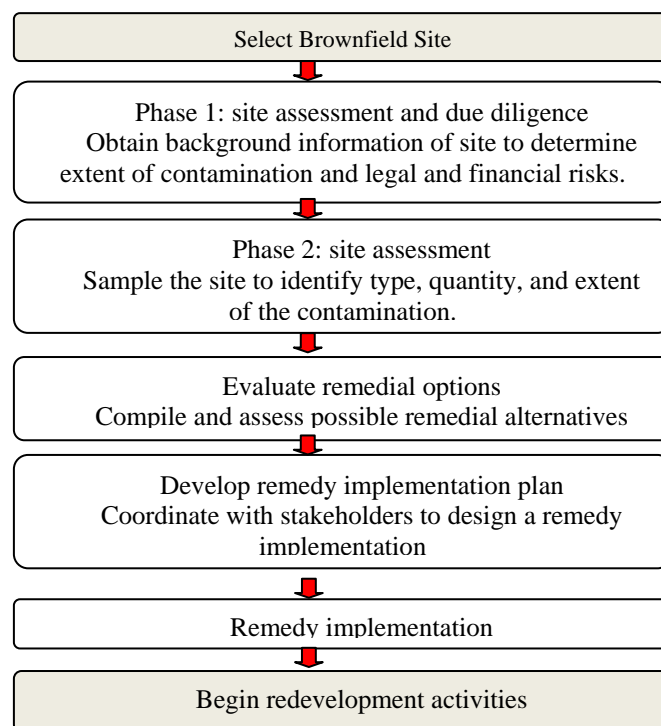 Select Brownfield Site
Phase 1: site assessment and due diligence
Obtain background information of site to determine
extent of contamination and legal and financial risks.
Phase 2: site assessment
Sample the site to identify type, quantity, and extent
of the contamination.
Evaluate remedial options
Compile and assess possible remedial alternatives
Develop remedy implementation plan
Coordinate with stakeholders to design a remedy
implementation
Remedy implementation
Begin redevelopment activities